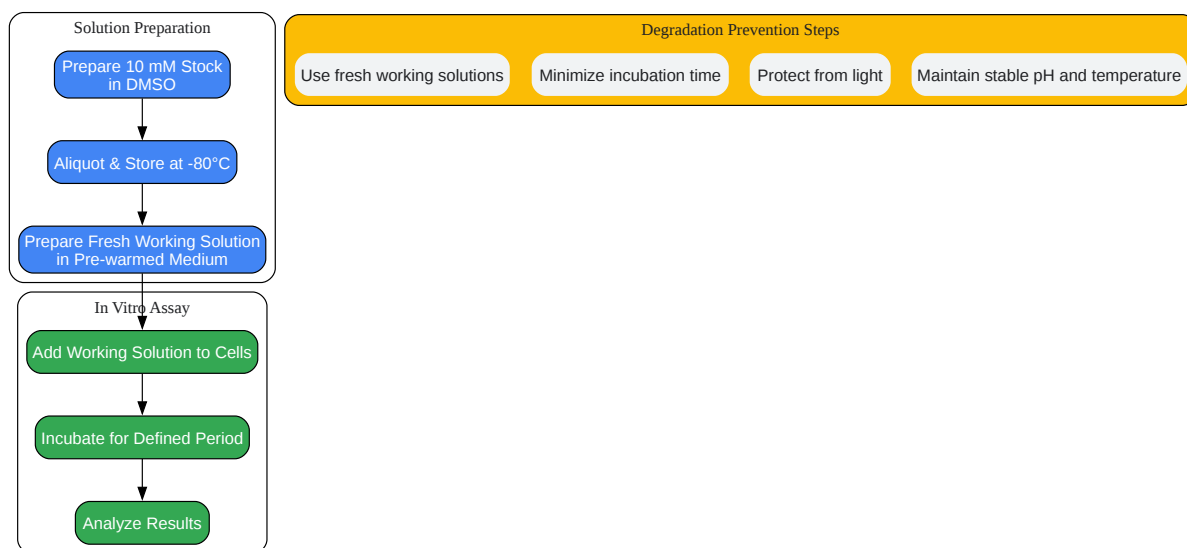 Solution Preparation
Prepare 10 mM Stock
in DMSO
Aliquot & Store at -80°C
Prepare Fresh Working Solution
in Pre-warmed Medium
In Vitro Assay
Add Working Solution to Cells
Incubate for Defined Period
Analyze Results
Degradation Prevention Steps
Use fresh working solutions
Minimize incubation time
Protect from light
Maintain stable pH and temperature